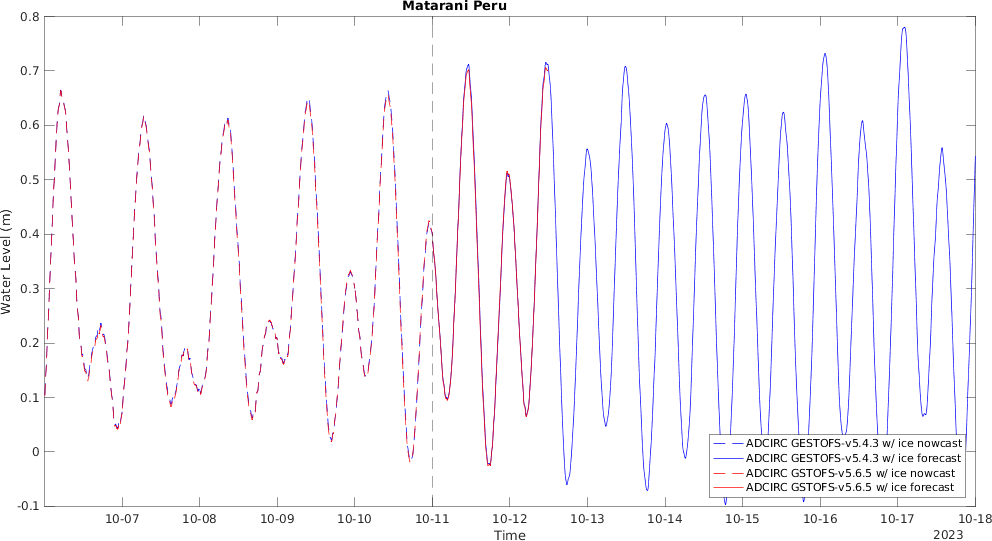 Matarani Peru
0.8
0.7
0.6
0.5
0.4
0.3
0.2
0.1
0
-0.1
Water Level (m)
ADCIRC GESTOFS-v5.4.3 w/ ice nowcast
ADCIRC GESTOFS-v5.4.3 w/ ice forecast
ADCIRC GSTOFS-v5.6.5 w/ ice nowcast
ADCIRC GSTOFS-v5.6.5 w/ ice forecast
10-07 10-08 10-09 10-10 10-11 10-12 10-13 10-14 10-15 10-16 10-17 10-18
Time
2023